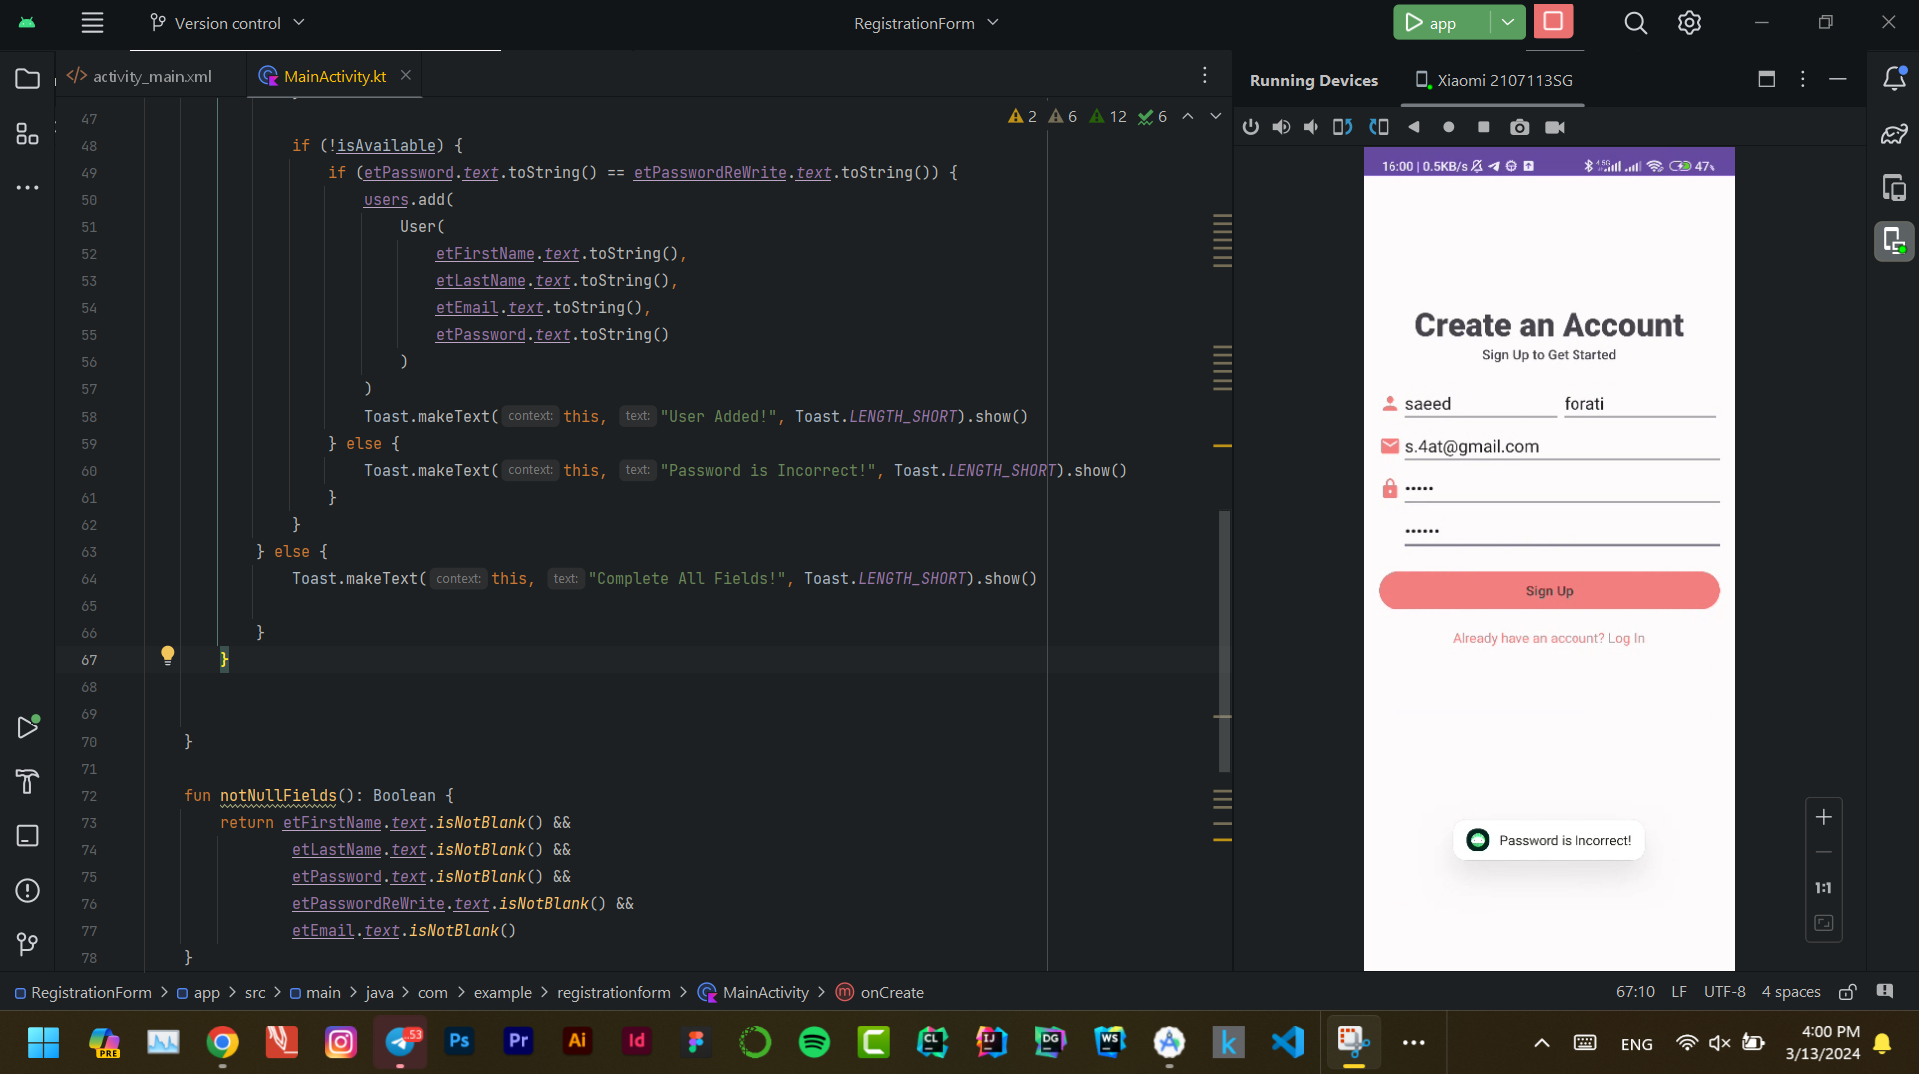 Version control
RegistrationForm
app
activity_main.xml
MainActivity.kt
Running Devices
Xiaomi 2107113SG
2 6 12 6
47
48 if (!isAvailable) {
49 if (etPassword.text.toString() == etPasswordReWrite.text.toString()) {
50 users.add(
51 User(
52 etFirstName.text.toString(),
53 etLastName.text.toString(),
54 etEmail.text.toString(),
55 etPassword.text.toString()
56 )
57 )
58 Toast.makeText( context: this, text: "User Added!", Toast.LENGTH_SHORT).show()
59 } else {
60 Toast.makeText( context: this, text: "Password is Incorrect!", Toast.LENGTH_SHORT).show()
61 }
62 }
63 } else {
64 Toast.makeText( context: this, text: "Complete All Fields!", Toast.LENGTH_SHORT).show()
65
66 }
67 }
68
69
70 }
71
72 fun notNullFields(): Boolean {
73 return etFirstName.text.isNotBlank() &&
74 etLastName.text.isNotBlank() &&
75 etPassword.text.isNotBlank() &&
76 etPasswordReWrite.text.isNotBlank() &&
77 etEmail.text.isNotBlank()
78 }
16:00 | 0.5KB/s
47%
Create an Account
Sign Up to Get Started
saeed forati
s.4at@gmail.com
•••••
••••••
Sign Up
Already have an account? Log In
Password is Incorrect!
1:1
RegistrationForm > app > src > main > java > com > example > registrationform > MainActivity > onCreate
67:10 LF UTF-8 4 spaces
PRE
..53
Ps
Pr
Ai
Id
CL
IJ
DG
WS
k
ENG
4:00 PM
3/13/2024